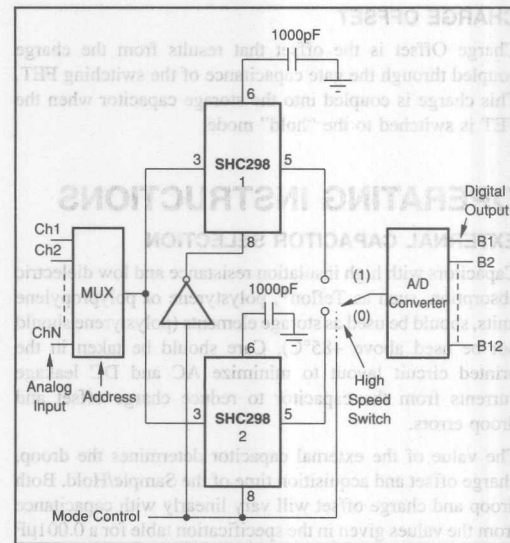 CHARGE OFFSET
Charge Offset is the offset that results from the charge
coupled through the gate capacitance of the switching FET.
This charge is coupled into the storage capacitor when the
FET is switched to the "hold" mode.
OPERATING INSTRUCTIONS
EXTERNAL CAPACITOR SELECTION
Capacitors with high insulation resistance and low dielectric
absorption, such as Teflon, polystyrene or polypropylene
units, should be used as storage elements (polystyrene should
not be used above +85°C). Care should be taken in the
printed circuit layout to minimize AC and DC leakage
currents from the capacitor to reduce charge offset and
droop errors.
The value of the external capacitor determines the droop,
charge offset and acquisition time of the Sample/Hold. Both
droop and charge offset will vary linearly with capacitance
from the values given in the specification table for a 0.001µF
1000pF
6
3
SHC298
5
1
8
Ch1
Ch2
ChN
MUX
Analog
Input
Address
1000pF
6
3
SHC298
5
2
8
(1)
(0)
High
Speed
Switch
A/D
Converter
Digital
Output
B1
B2
B12
Mode Control